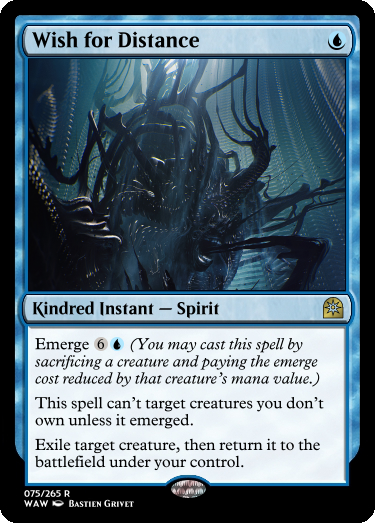 Wish for Distance
Kindred Instant — Spirit
Emerge 6 (You may cast this spell by
sacrificing a creature and paying the emerge
cost reduced by that creature's mana value.)
This spell can't target creatures you don't
own unless it emerged.
Exile target creature, then return it to the
battlefield under your control.
075/265 R
WAW Bastien Grivet